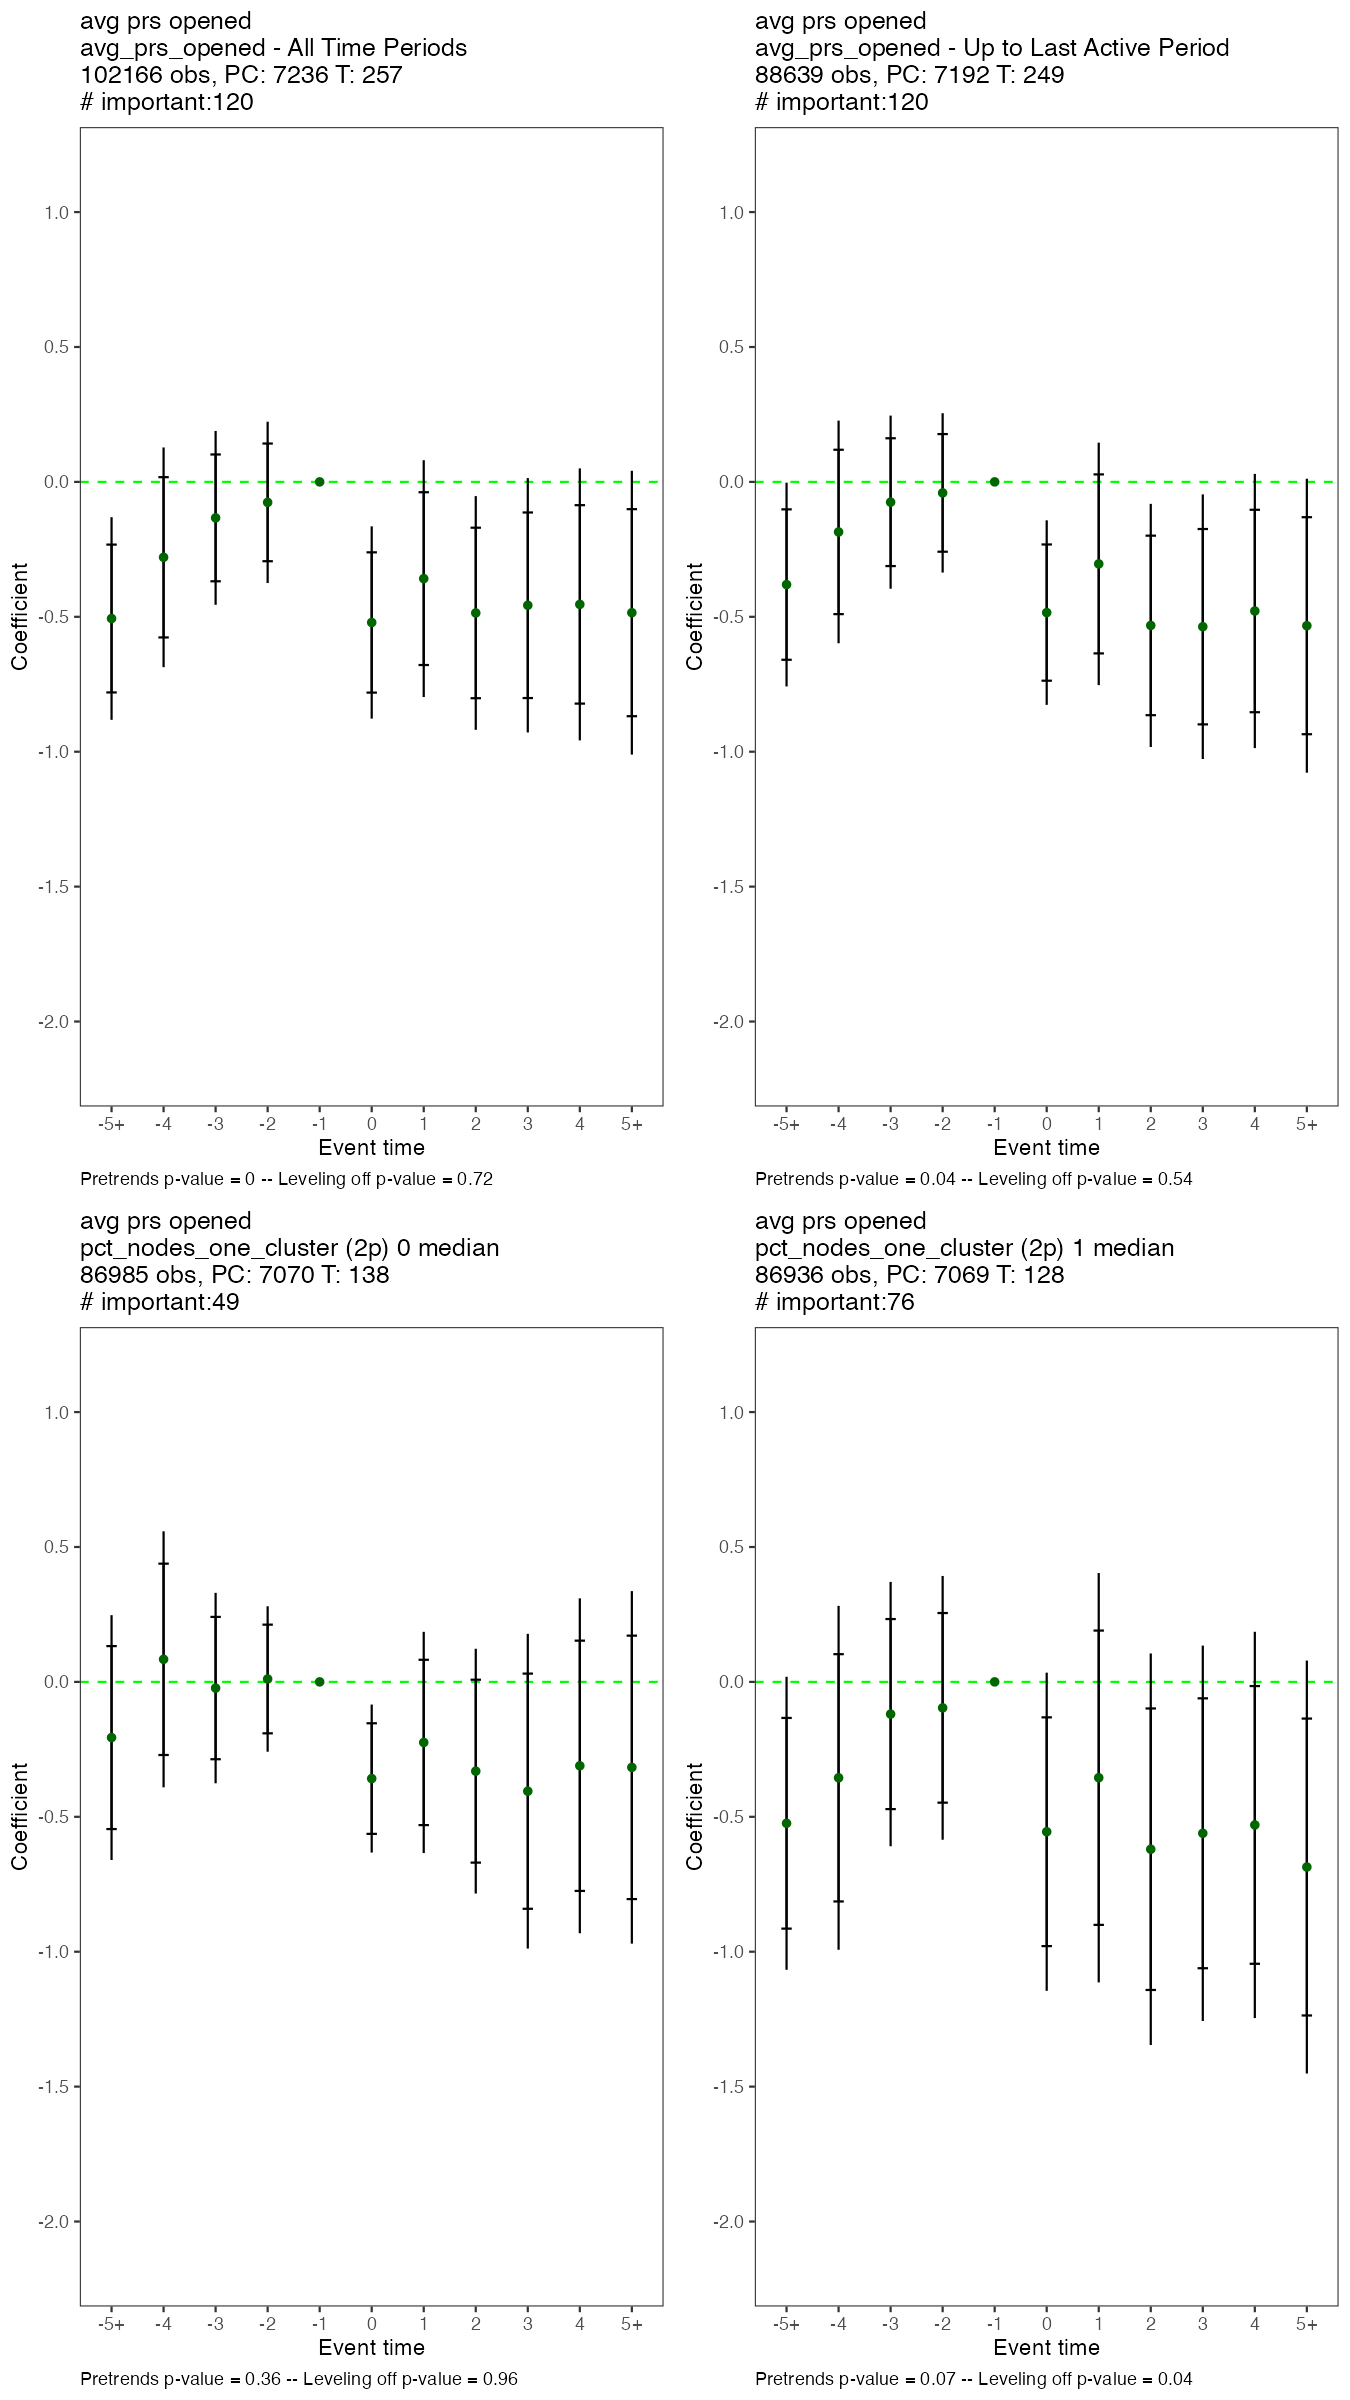 avg prs opened
avg_prs_opened - All Time Periods
102166 obs, PC: 7236 T: 257
# important:120
1.0
0.5
0.0
-0.5
-1.0
-1.5
-2.0
Coefficient
-5+ -4 -3 -2 -1 0 1 2 3 4 5+
Event time
Pretrends p-value = 0 -- Leveling off p-value = 0.72
avg prs opened
avg_prs_opened - Up to Last Active Period
88639 obs, PC: 7192 T: 249
# important:120
1.0
0.5
0.0
-0.5
-1.0
-1.5
-2.0
Coefficient
-5+ -4 -3 -2 -1 0 1 2 3 4 5+
Event time
Pretrends p-value = 0.04 -- Leveling off p-value = 0.54
avg prs opened
pct_nodes_one_cluster (2p) 0 median
86985 obs, PC: 7070 T: 138
# important:49
1.0
0.5
0.0
-0.5
-1.0
-1.5
-2.0
Coefficient
-5+ -4 -3 -2 -1 0 1 2 3 4 5+
Event time
Pretrends p-value = 0.36 -- Leveling off p-value = 0.96
avg prs opened
pct_nodes_one_cluster (2p) 1 median
86936 obs, PC: 7069 T: 128
# important:76
1.0
0.5
0.0
-0.5
-1.0
-1.5
-2.0
Coefficient
-5+ -4 -3 -2 -1 0 1 2 3 4 5+
Event time
Pretrends p-value = 0.07 -- Leveling off p-value = 0.04